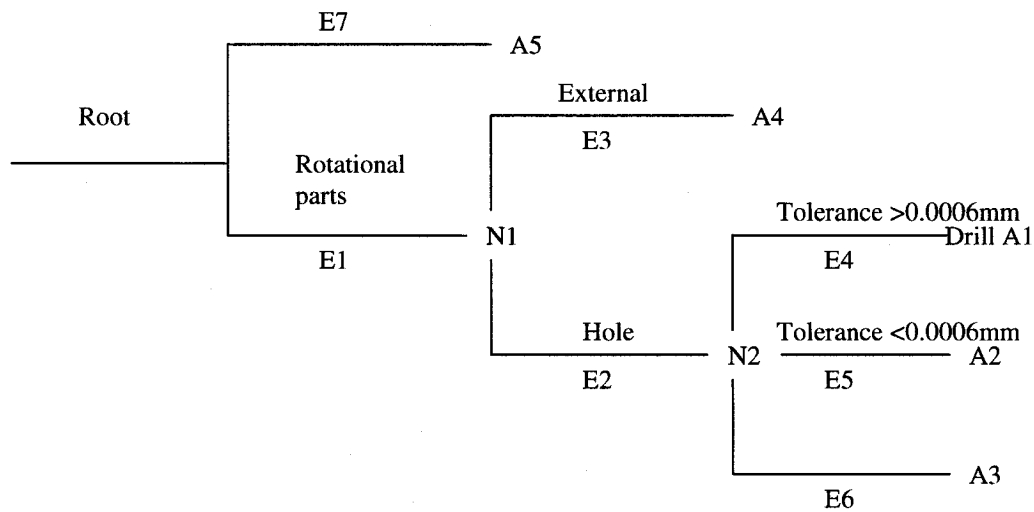 E7
A5
Root
External
A4
E3
Rotational
parts
N1
E1
Tolerance >0.0006mm
Drill A1
E4
Hole
Tolerance <0.0006mm
N2
A2
E2
E5
A3
E6